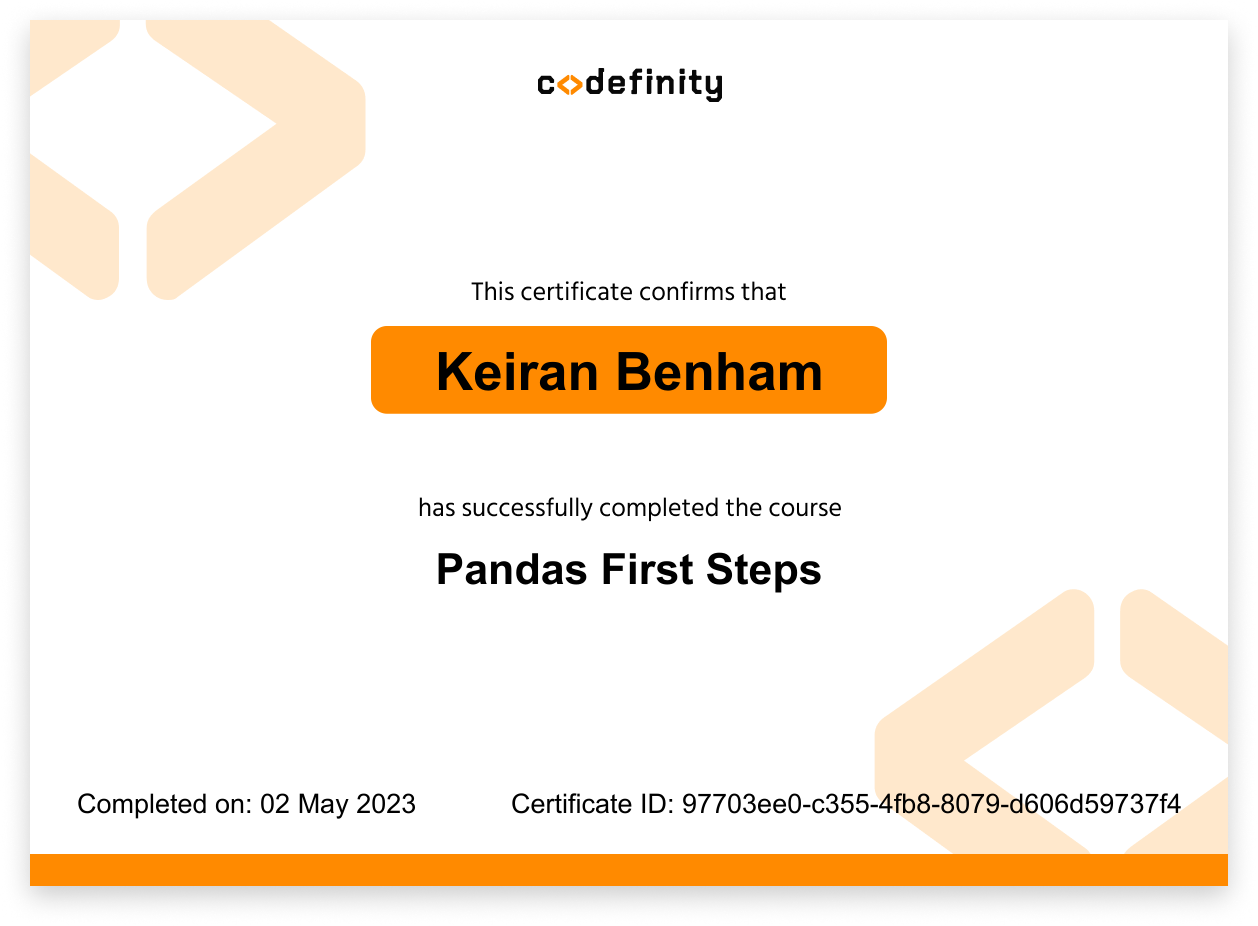 codefinity
This certificate confirms that
Keiran Benham
has successfully completed the course
Pandas First Steps
Completed on: 02 May 2023
Certificate ID: 97703ee0-c355-4fb8-8079-d606d59737f4